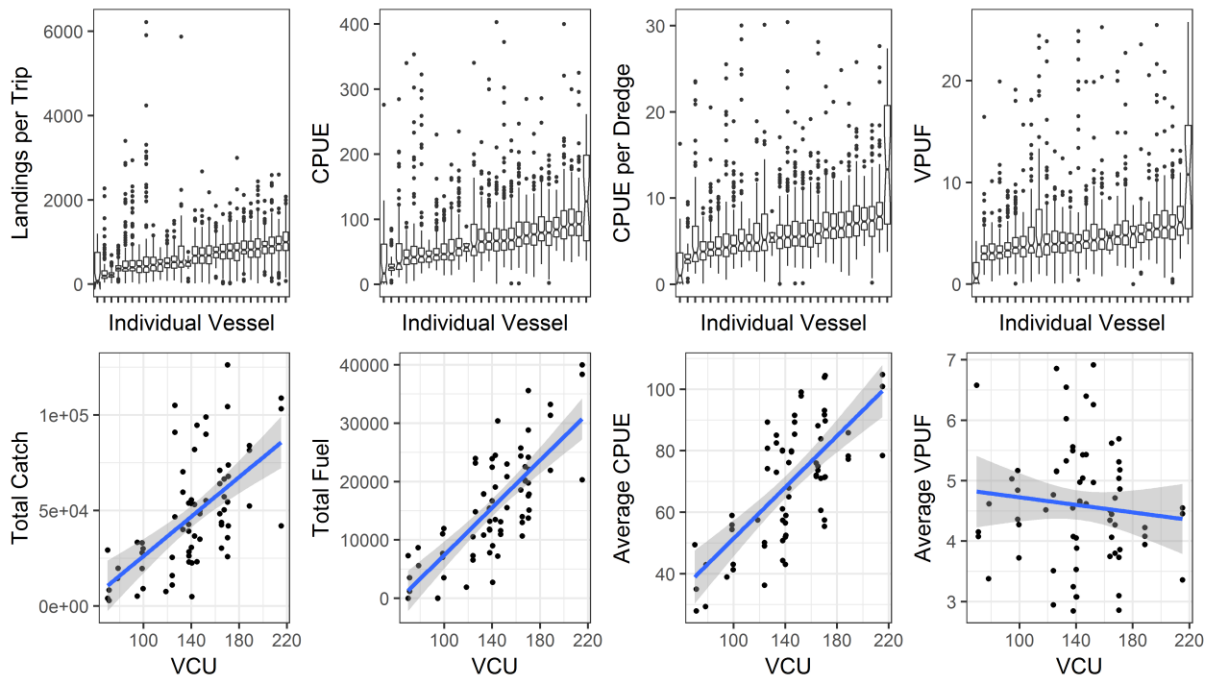 Landings per Trip
6000
4000
2000
0
Individual Vessel
CPUE
400
300
200
100
0
Individual Vessel
CPUE per Dredge
30
20
10
0
Individual Vessel
VPUF
20
10
0
Individual Vessel
Total Catch
1e+05
5e+04
0e+00
100 140 180 220
VCU
Total Fuel
40000
30000
20000
10000
0
100 140 180 220
VCU
Average CPUE
100
80
60
40
100 140 180 220
VCU
Average VPUF
7
6
5
4
3
100 140 180 220
VCU